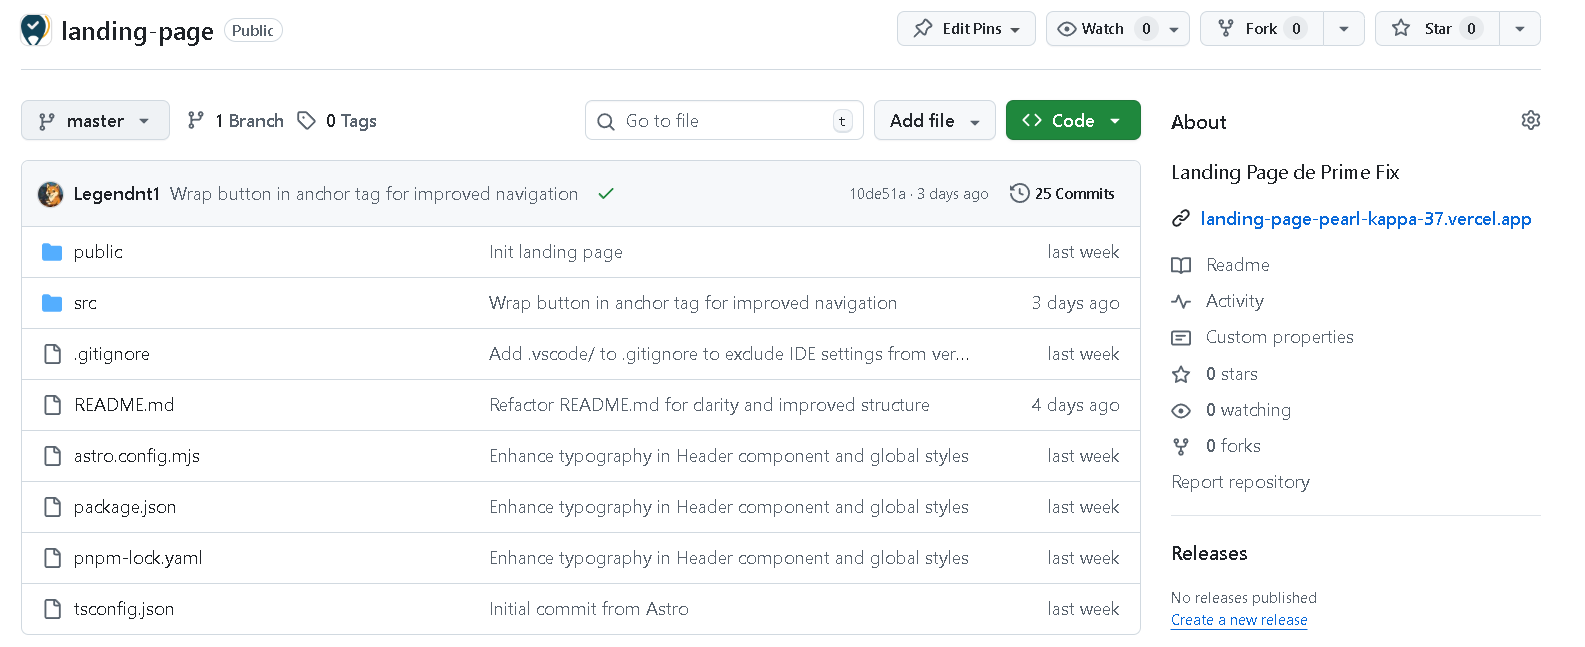 landing-page Public Edit Pins Watch 0 Fork 0 Star 0
master 1 Branch 0 Tags Go to file t Add file Code
Legendnt1 Wrap button in anchor tag for improved navigation 10de51a · 3 days ago 25 Commits
public Init landing page last week
src Wrap button in anchor tag for improved navigation 3 days ago
.gitignore Add .vscode/ to .gitignore to exclude IDE settings from ver... last week
README.md Refactor README.md for clarity and improved structure 4 days ago
astro.config.mjs Enhance typography in Header component and global styles last week
package.json Enhance typography in Header component and global styles last week
pnpm-lock.yaml Enhance typography in Header component and global styles last week
tsconfig.json Initial commit from Astro last week
About
Landing Page de Prime Fix
landing-page-pearl-kappa-37.vercel.app
Readme
Activity
Custom properties
0 stars
0 watching
0 forks
Report repository
Releases
No releases published
Create a new release